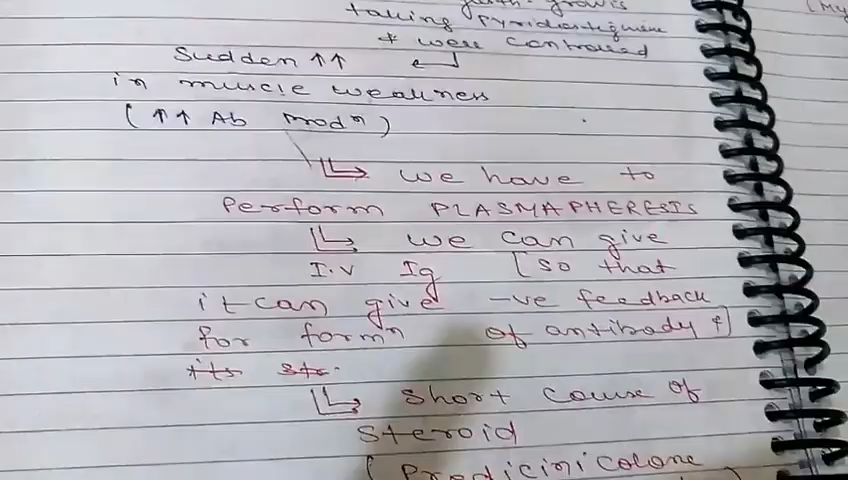 taking pyridostigmine
+ were controlled
Sudden ↑↑
in muscle weakness
(↑↑ Ab prodⁿ)
we have to
Perform PLASMAPHERESIS
we can give
I.V Ig [so that
it can give -ve feedback
for formⁿ of antibody]
its str.
short course of
steroid